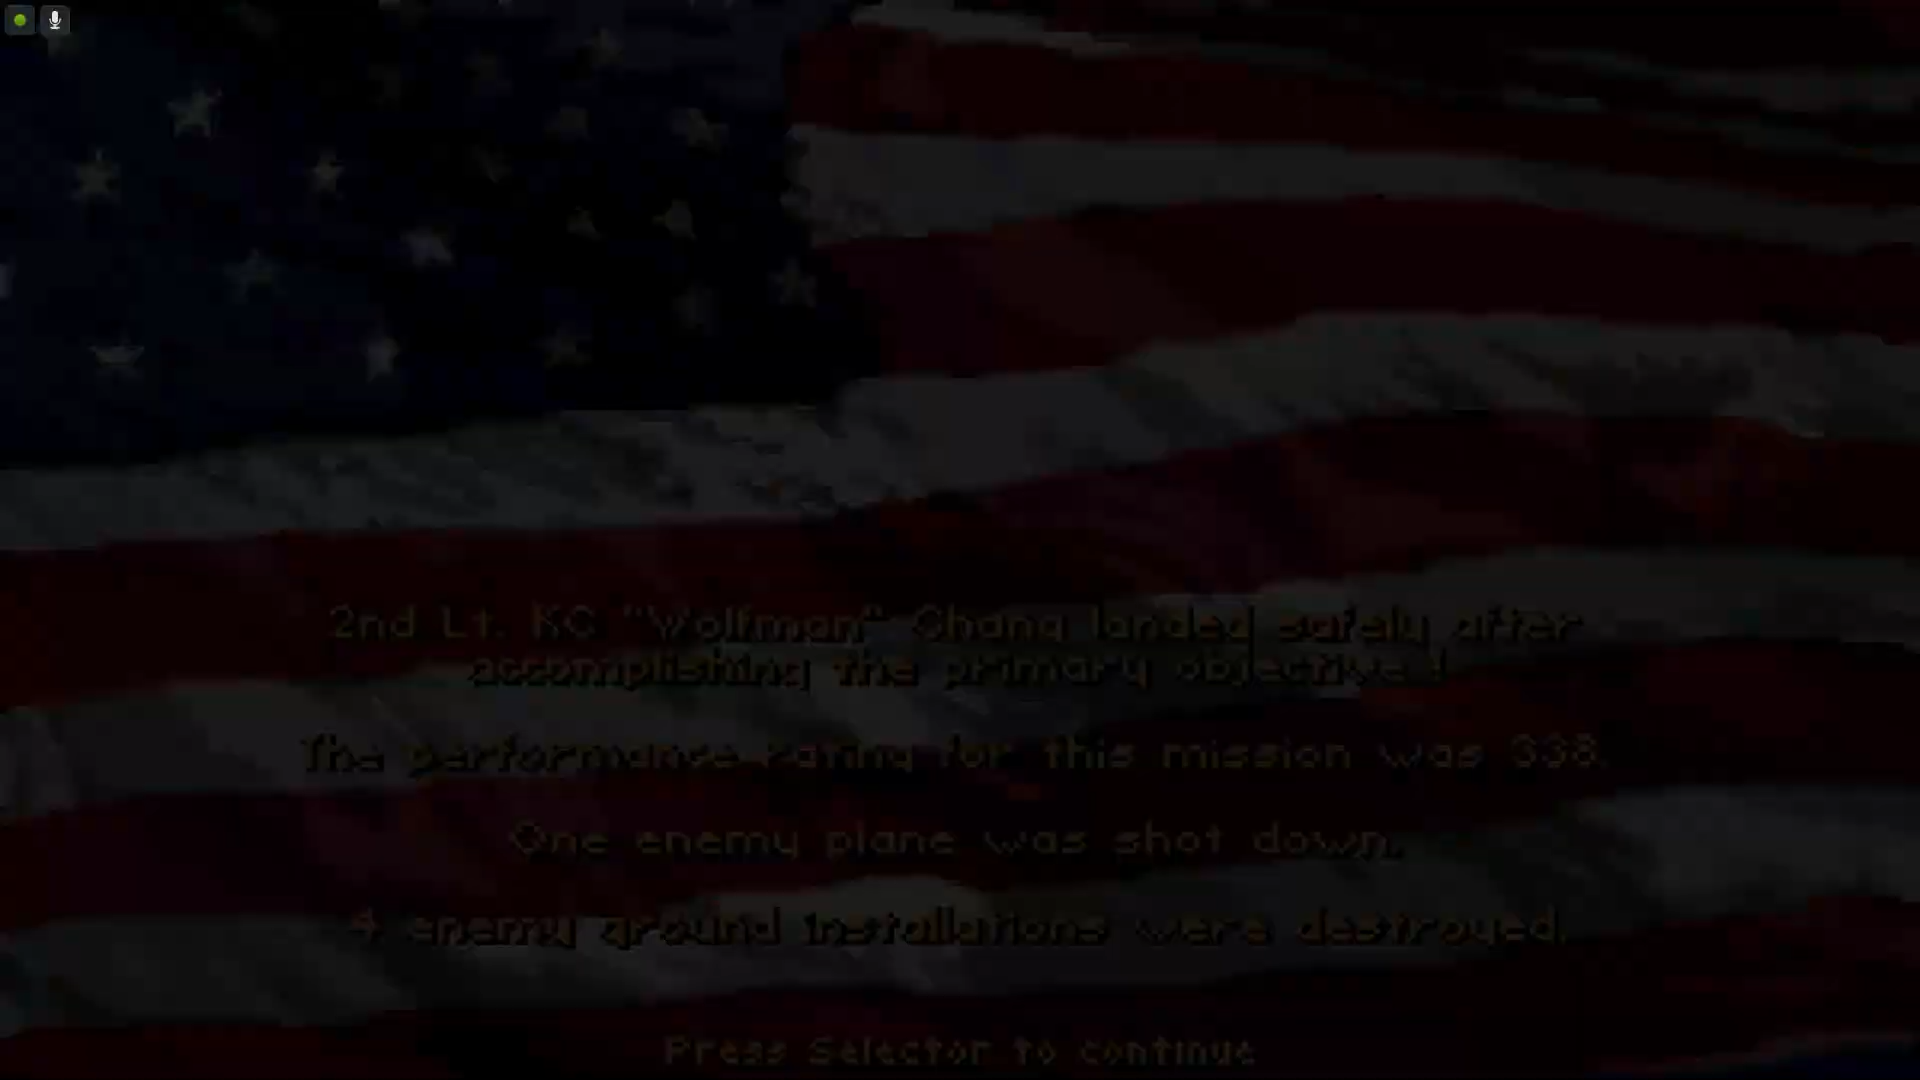 2nd Lt. KC "Wolfman" Chang landed safely after
accomplishing the primary objective!
The performance rating for this mission was 338.
One enemy plane was shot down.
4 enemy ground installations were destroyed.
Press Selector to continue